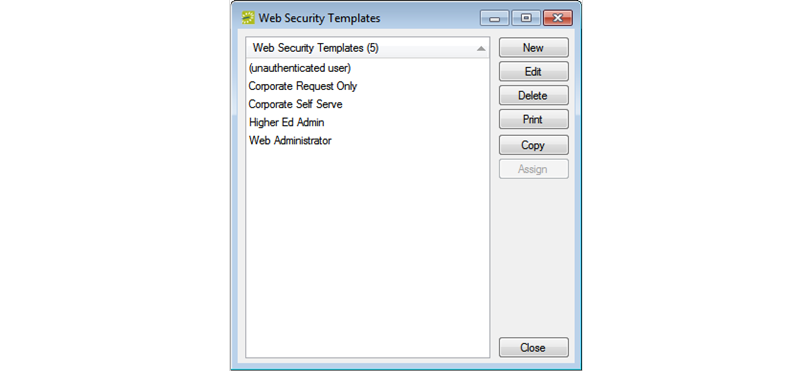 Web Security Templates
Web Security Templates (5)
(unauthenticated user)
Corporate Request Only
Corporate Self Serve
Higher Ed Admin
Web Administrator
New
Edit
Delete
Print
Copy
Assign
Close